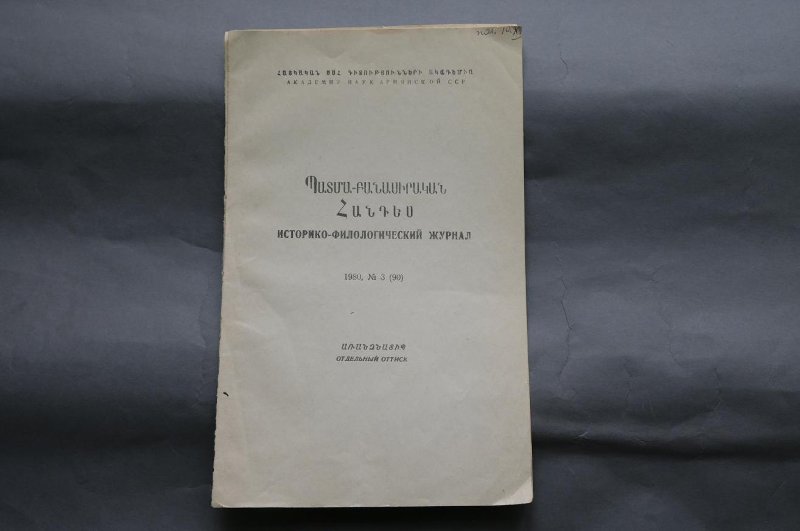 ՀԱՅԿԱԿԱՆ ՍՍՀ ԳԻՏՈՒԹՅՈՒՆՆԵՐԻ ԱԿԱԴԵՄԻԱ
АКАДЕМИЯ НАУК АРМЯНСКОЙ ССР
ՊԱՏՄԱ-ԲԱՆԱՍԻՐԱԿԱՆ
ՀԱՆԴԵՍ
ИСТОРИКО-ФИЛОЛОГИЧЕСКИЙ ЖУРНАЛ
1980, № 3 (90)
ԱՌԱՆՁՆԱՏԻՊ
ОТДЕЛЬНЫЙ ОТТИСК